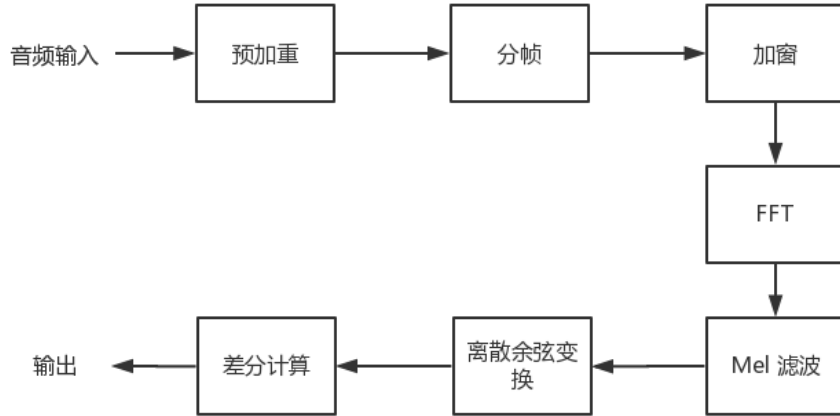 音频输入
预加重
分帧
加窗
FFT
Mel 滤波
离散余弦变
换
差分计算
输出